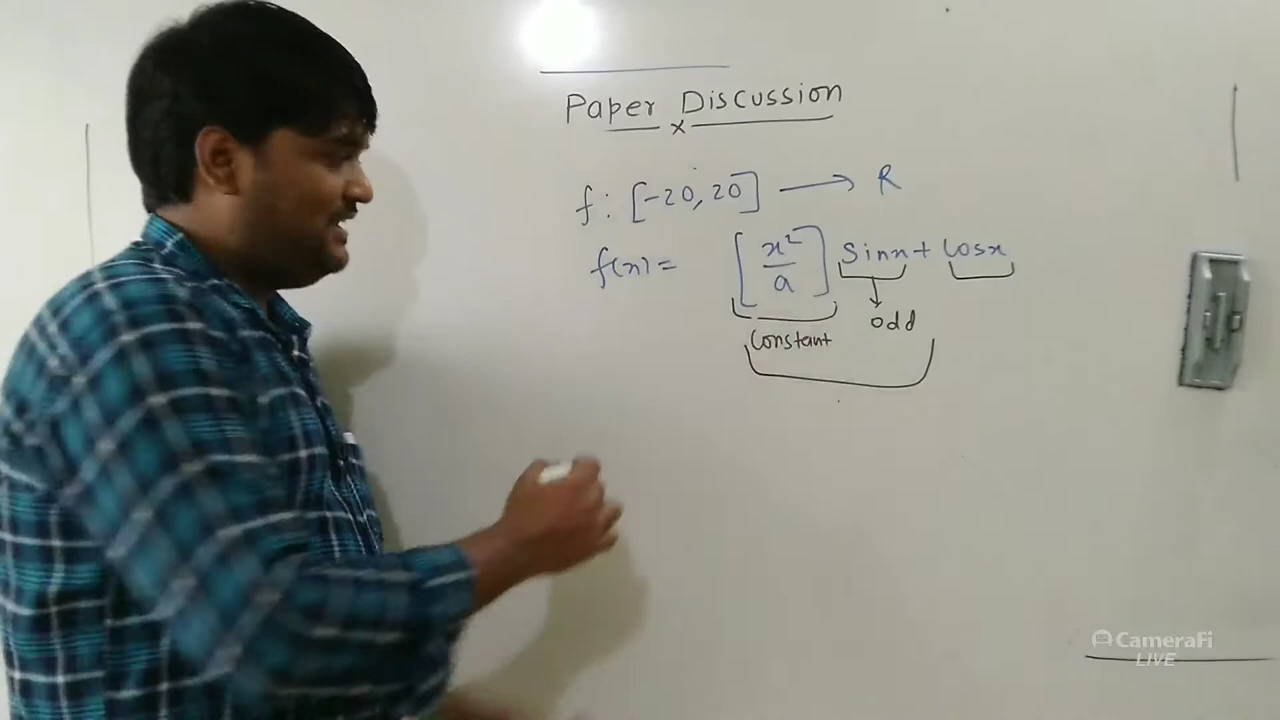 Paper Discussion
x
f: [-20, 20] ⟶ R
f(x) = [x²/a] Sinx + Cosx
Constant
odd
CameraFi
LIVE